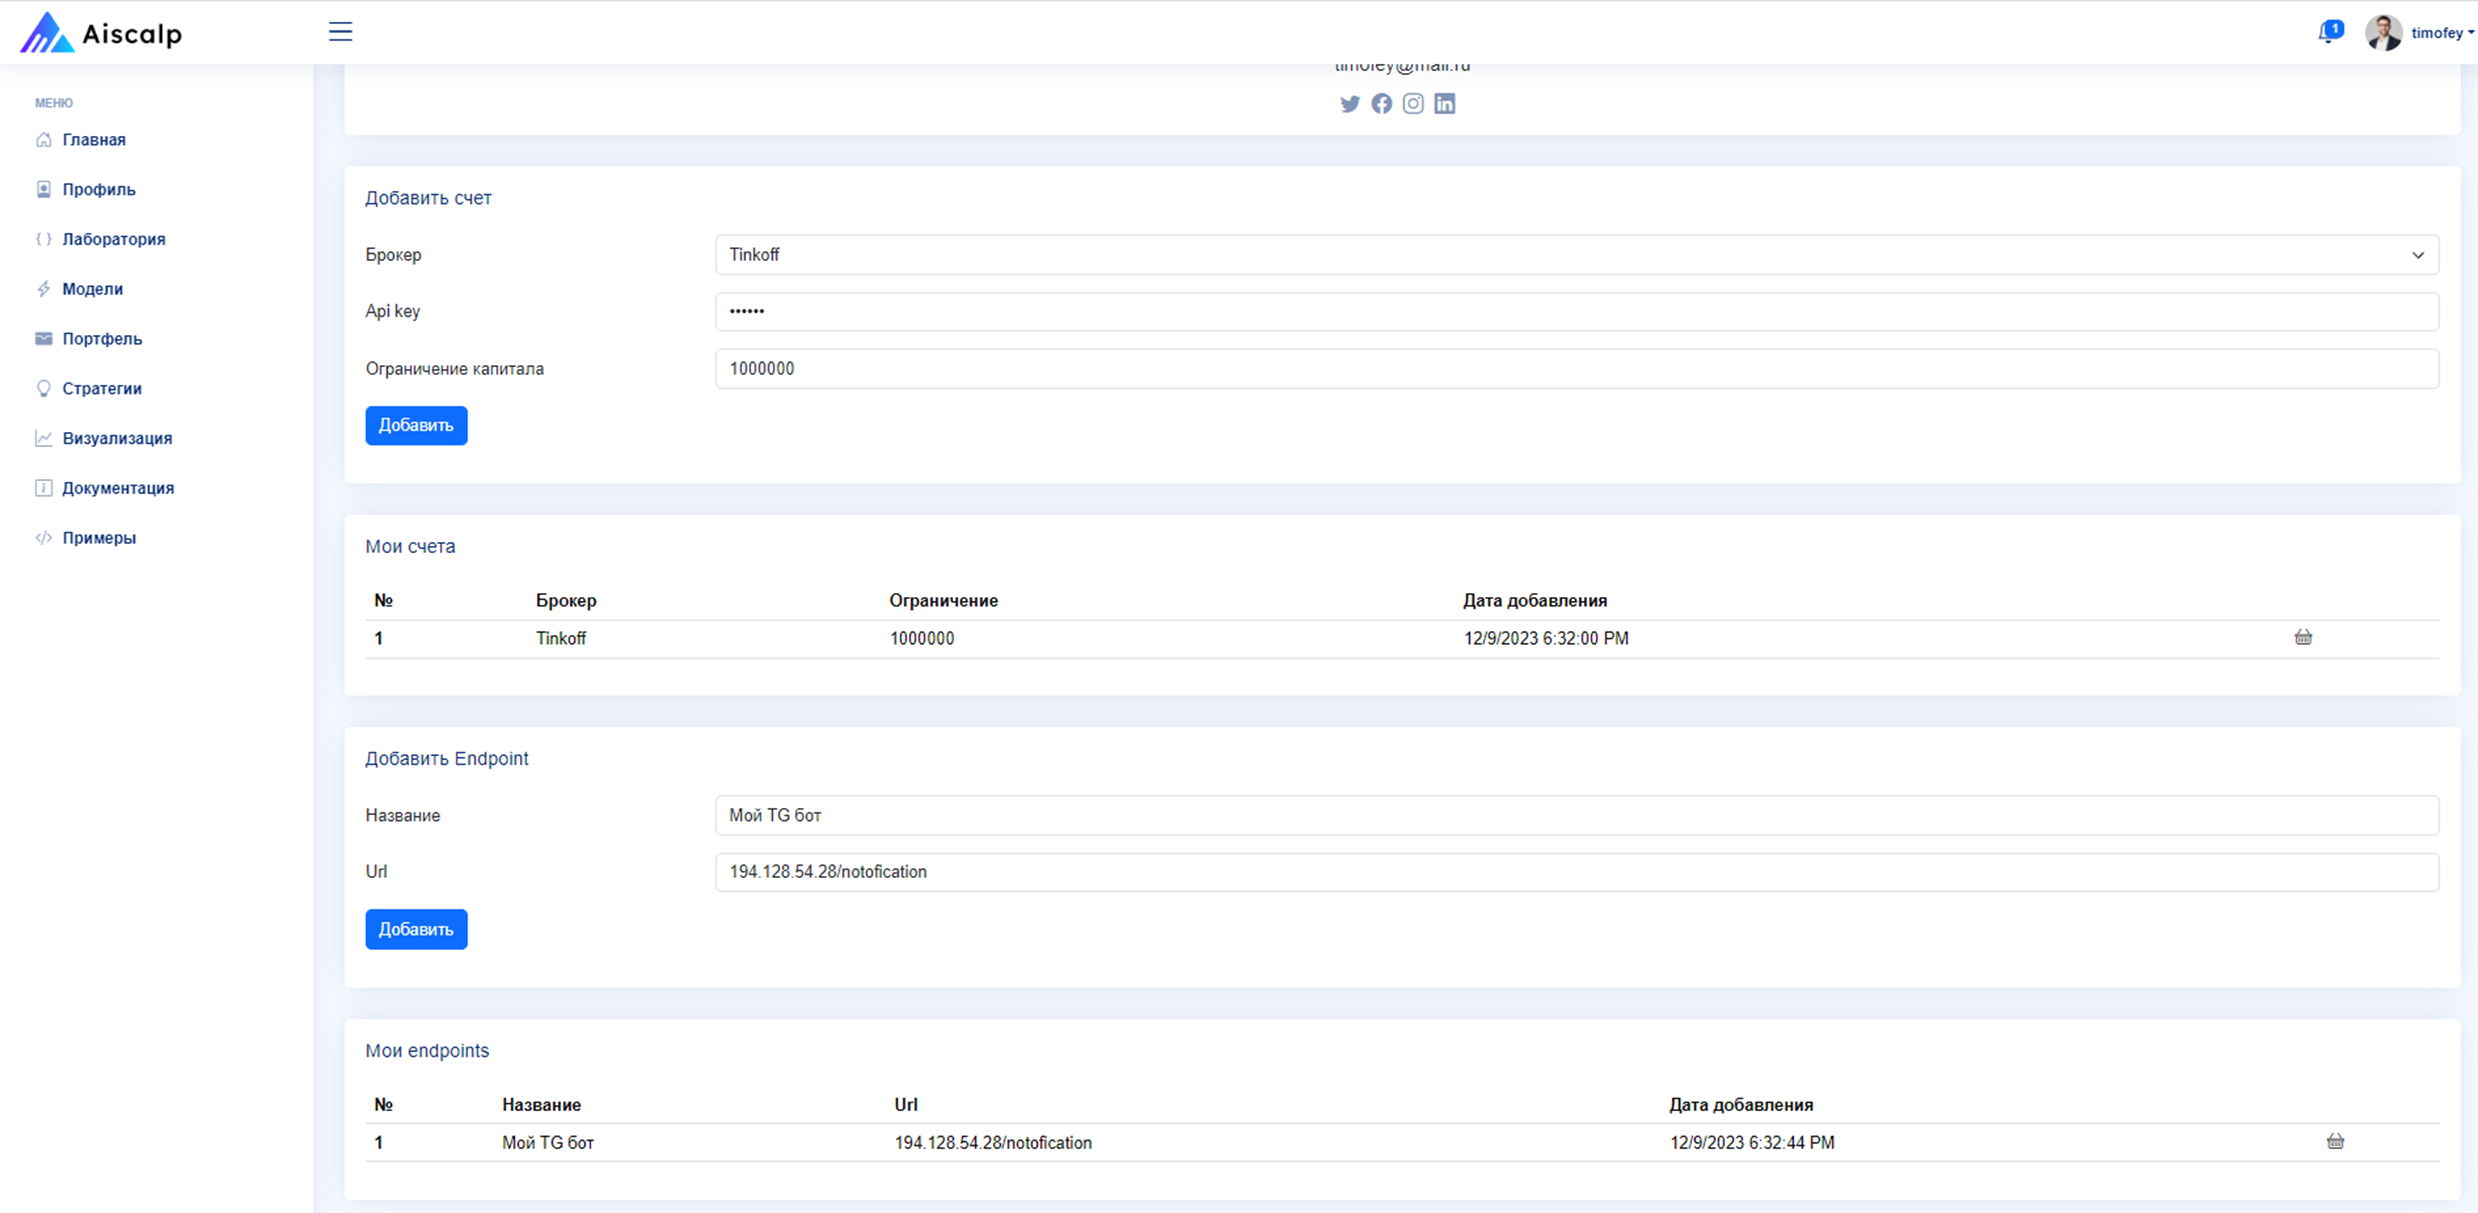 Aiscalp
1
timofey
timofey@mail.ru
МЕНЮ
Главная
Профиль
Лаборатория
Модели
Портфель
Стратегии
Визуализация
Документация
Примеры
Добавить счет
Брокер
Tinkoff
Api key
••••••
Ограничение капитала
1000000
Добавить
Мои счета
№ Брокер Ограничение Дата добавления
1 Tinkoff 1000000 12/9/2023 6:32:00 PM
Добавить Endpoint
Название
Мой TG бот
Url
194.128.54.28/notofication
Добавить
Мои endpoints
№ Название Url Дата добавления
1 Мой TG бот 194.128.54.28/notofication 12/9/2023 6:32:44 PM